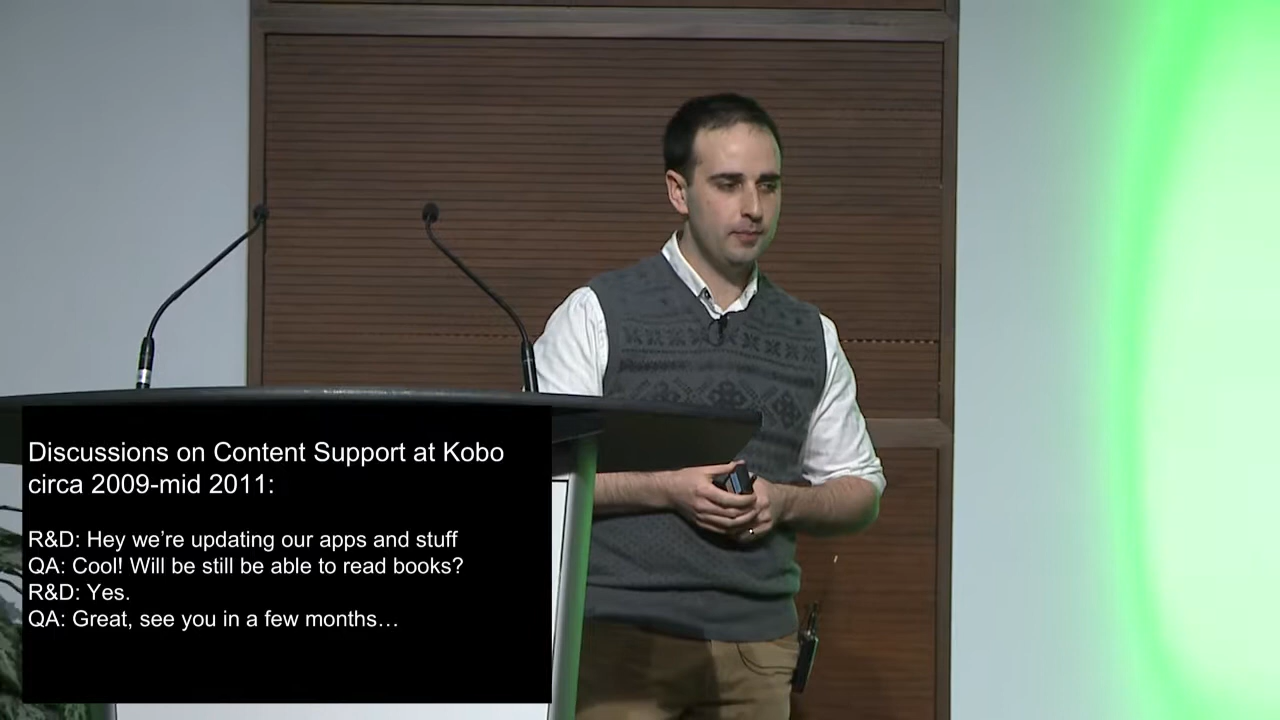 Discussions on Content Support at Kobo
circa 2009-mid 2011:
R&D: Hey we’re updating our apps and stuff
QA: Cool! Will be still be able to read books?
R&D: Yes.
QA: Great, see you in a few months…